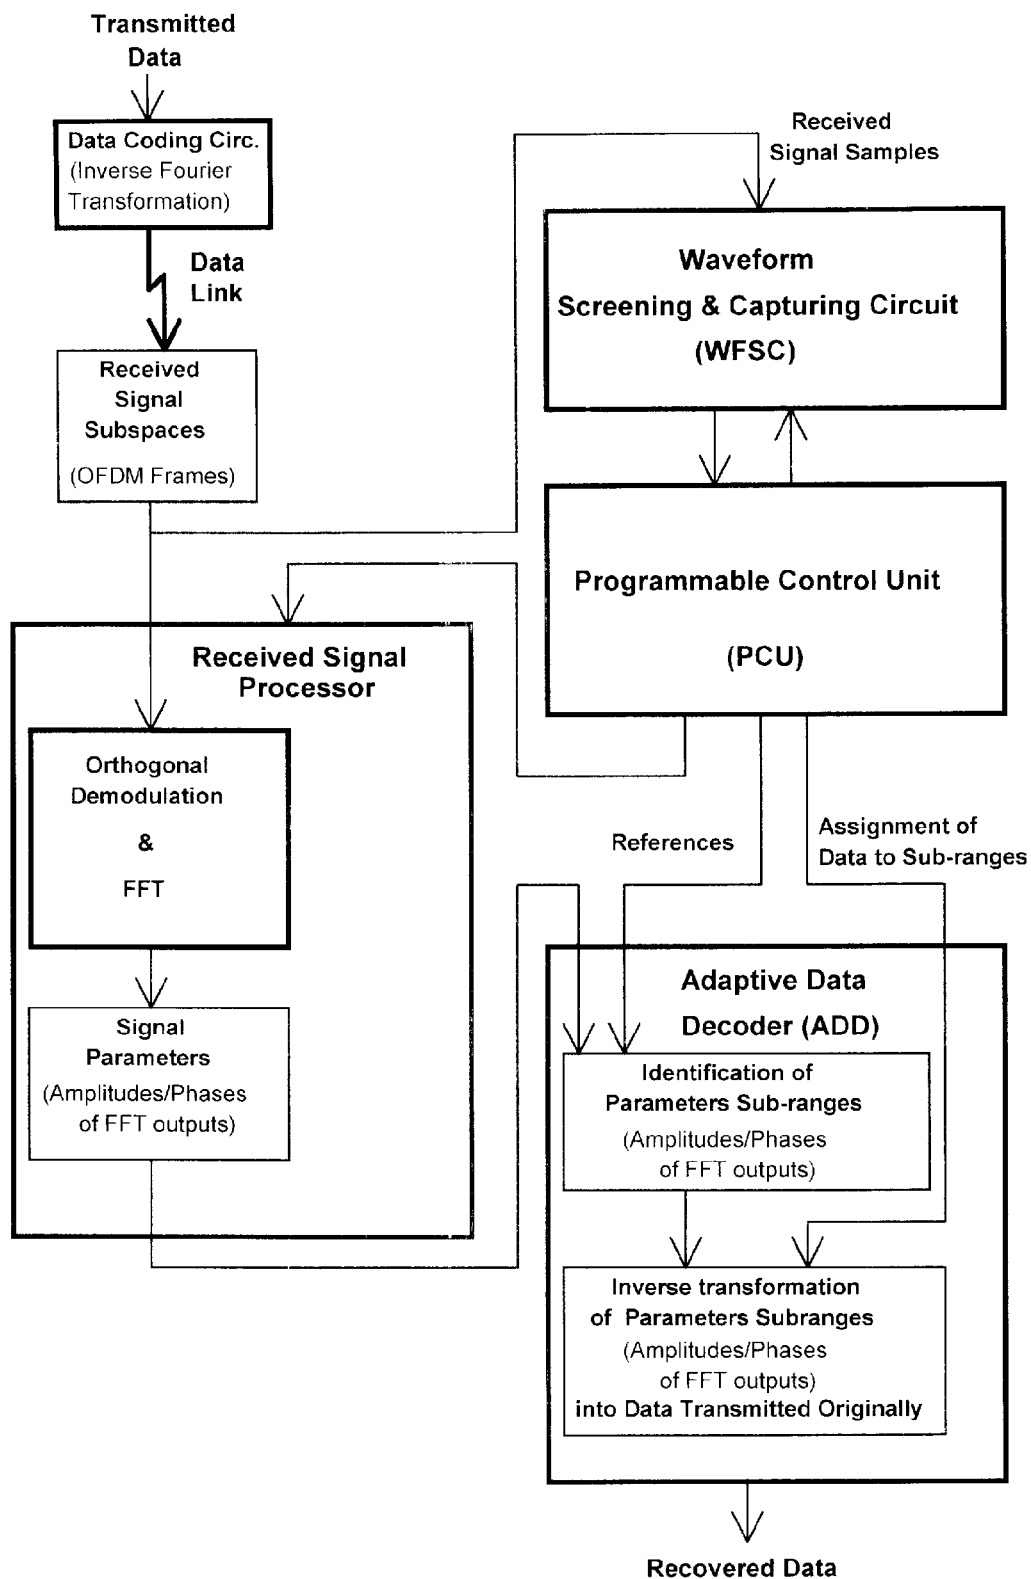 Transmitted
Data
Data Coding Circ.
(Inverse Fourier
Transformation)
Data
Link
Received
Signal
Subspaces
(OFDM Frames)
Received
Signal Samples
Waveform
Screening & Capturing Circuit
(WFSC)
Programmable Control Unit
(PCU)
Received Signal
Processor
Orthogonal
Demodulation
&
FFT
Signal
Parameters
(Amplitudes/Phases
of FFT outputs)
References
Assignment of
Data to Sub-ranges
Adaptive Data
Decoder (ADD)
Identification of
Parameters Sub-ranges
(Amplitudes/Phases
of FFT outputs)
Inverse transformation
of Parameters Subranges
(Amplitudes/Phases
of FFT outputs)
into Data Transmitted Originally
Recovered Data